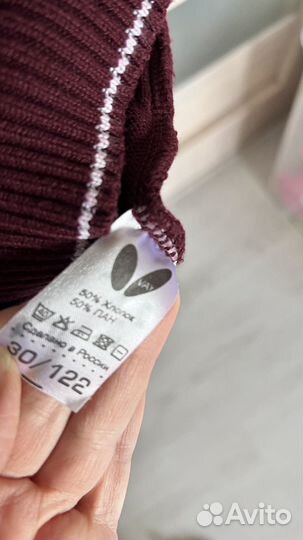 VAY
50% Хлопок
50% ПАН
Сделано в России
30/122
Avito